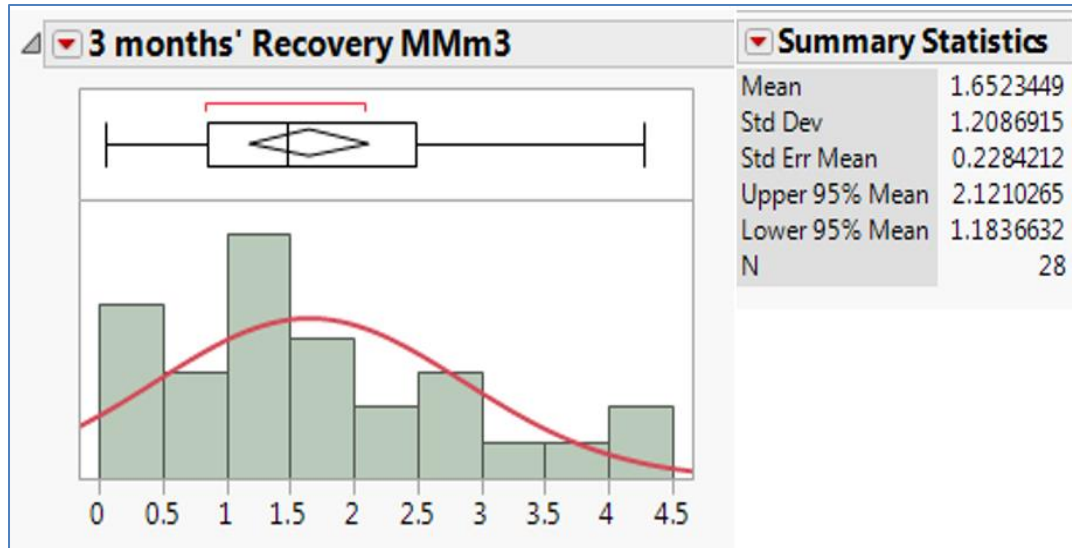 3 months' Recovery MMm3
0 0.5 1 1.5 2 2.5 3 3.5 4 4.5
Summary Statistics
Mean 1.6523449
Std Dev 1.2086915
Std Err Mean 0.2284212
Upper 95% Mean 2.1210265
Lower 95% Mean 1.1836632
N 28